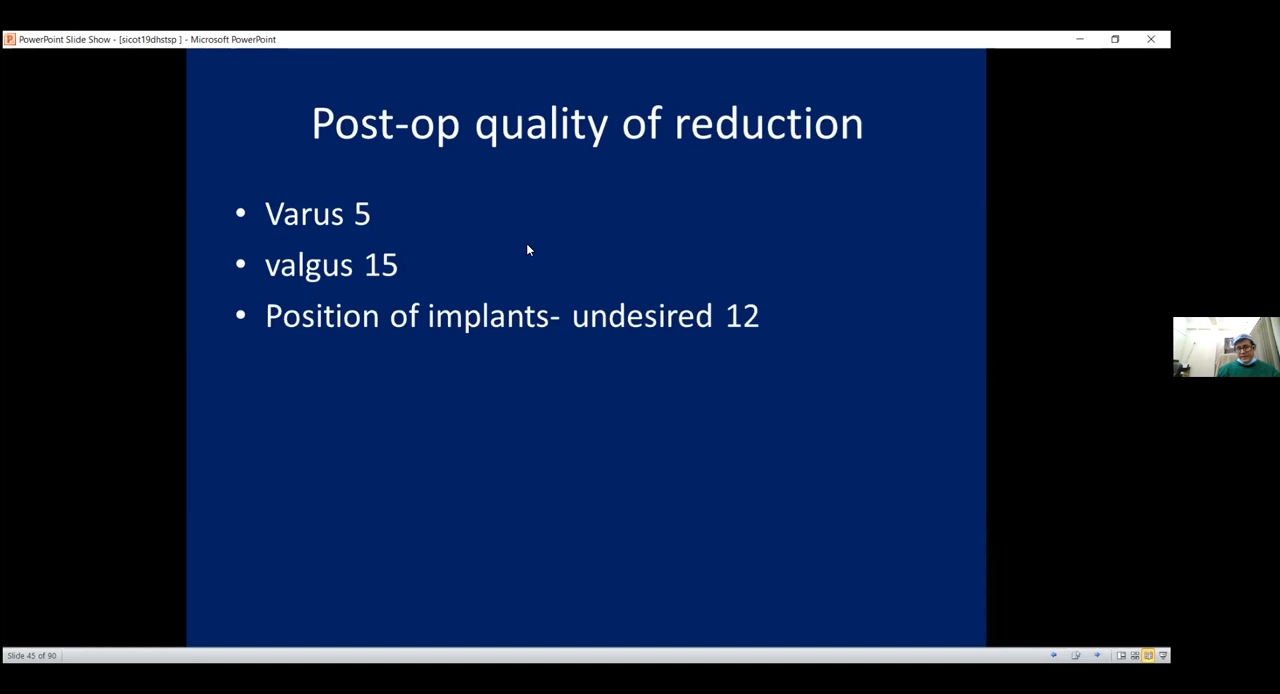 PowerPoint Slide Show - [sicot19dhstsp ] - Microsoft PowerPoint
Post-op quality of reduction
• Varus 5
• valgus 15
• Position of implants- undesired 12
Slide 45 of 90